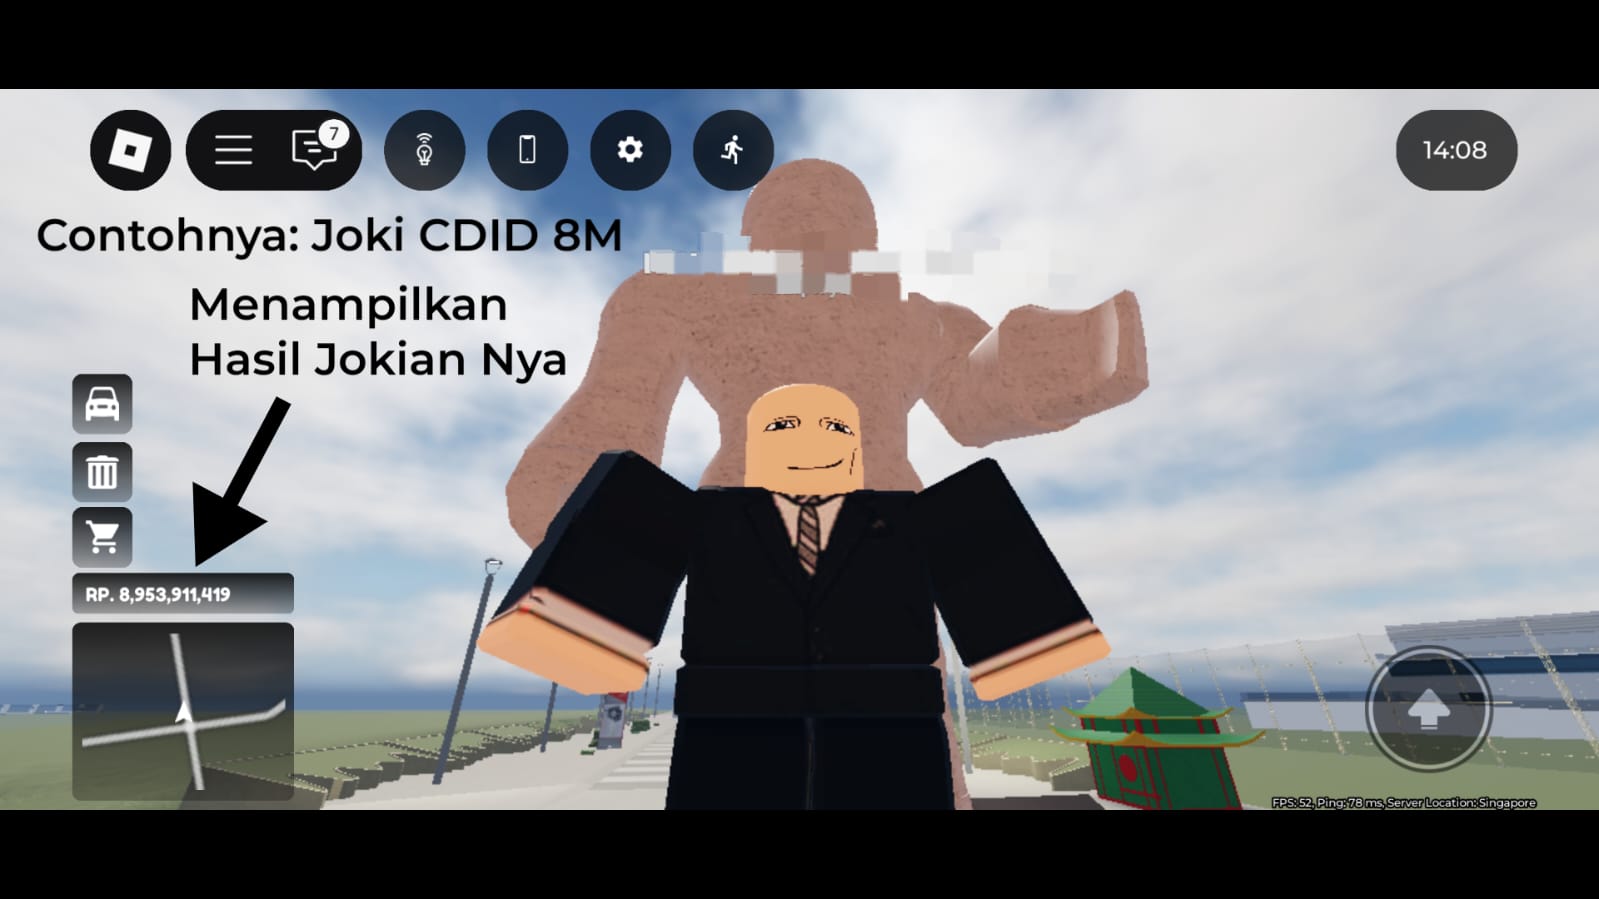 7
14:08
Contohnya: Joki CDID 8M
Menampilkan
Hasil Jokian Nya
RP. 8,953,911,419
FPS: 52, Ping: 78 ms, Server Location: Singapore